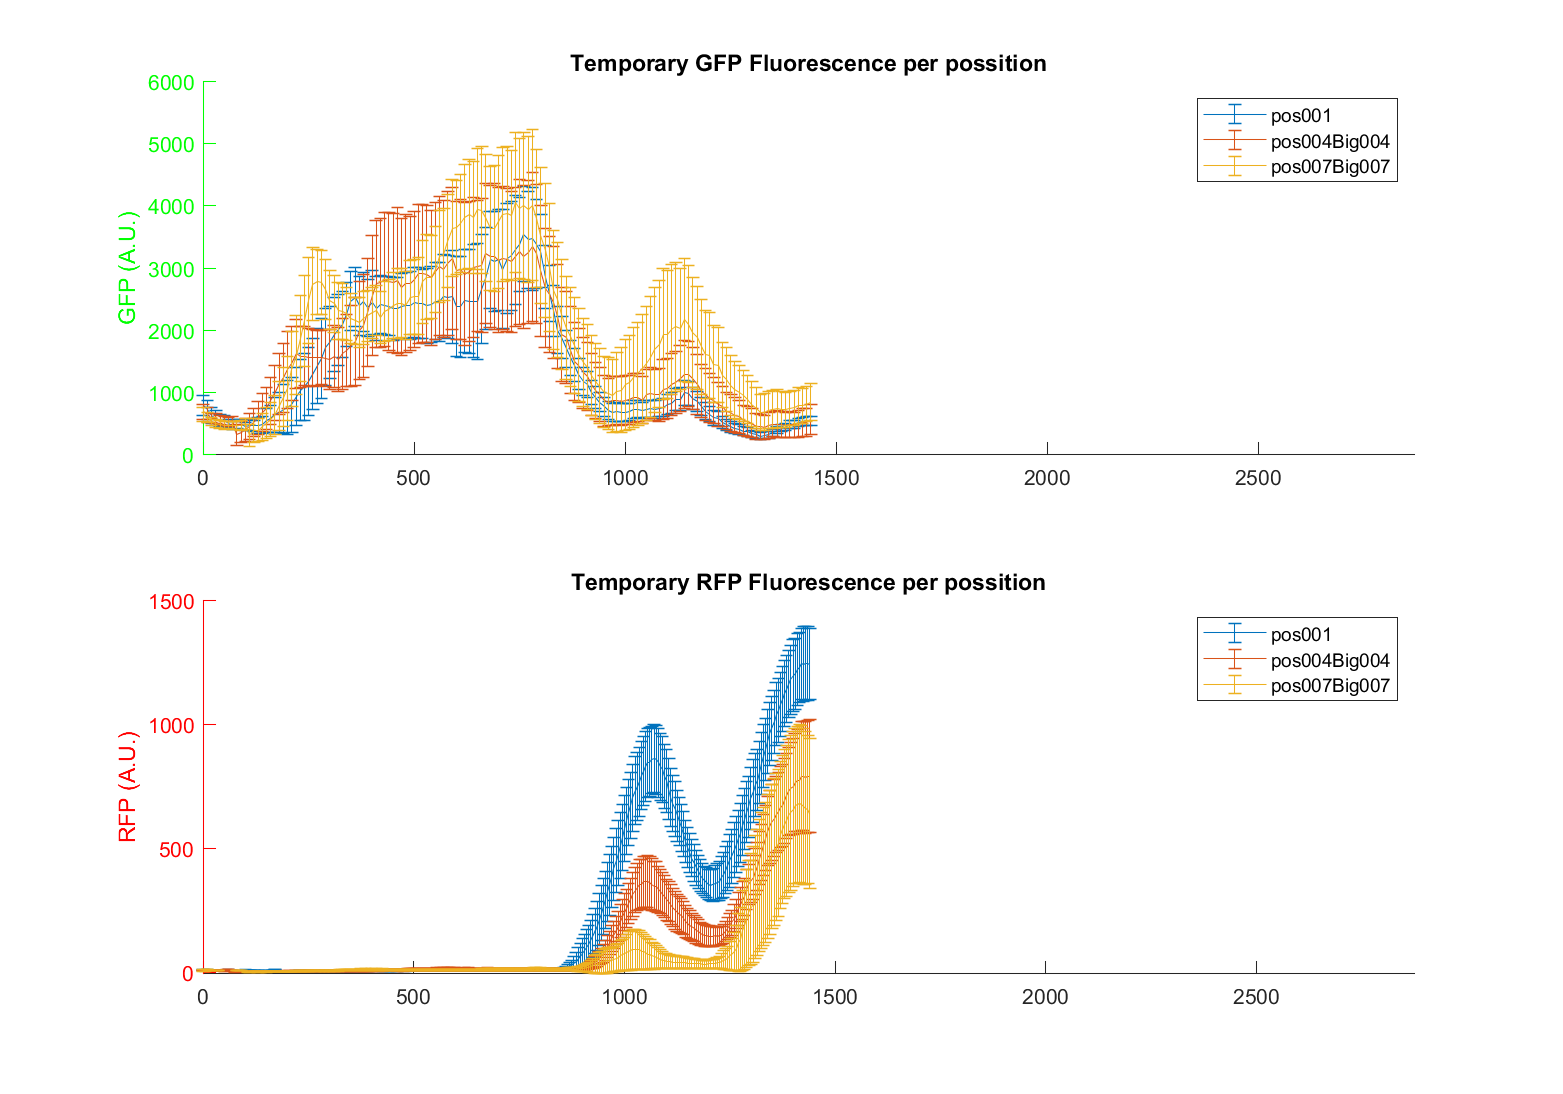 Temporary GFP Fluorescence per possition
6000
5000
4000
3000
2000
1000
0
GFP (A.U.)
0 500 1000 1500 2000 2500
pos001
pos004Big004
pos007Big007
Temporary RFP Fluorescence per possition
1500
1000
500
0
RFP (A.U.)
0 500 1000 1500 2000 2500
pos001
pos004Big004
pos007Big007